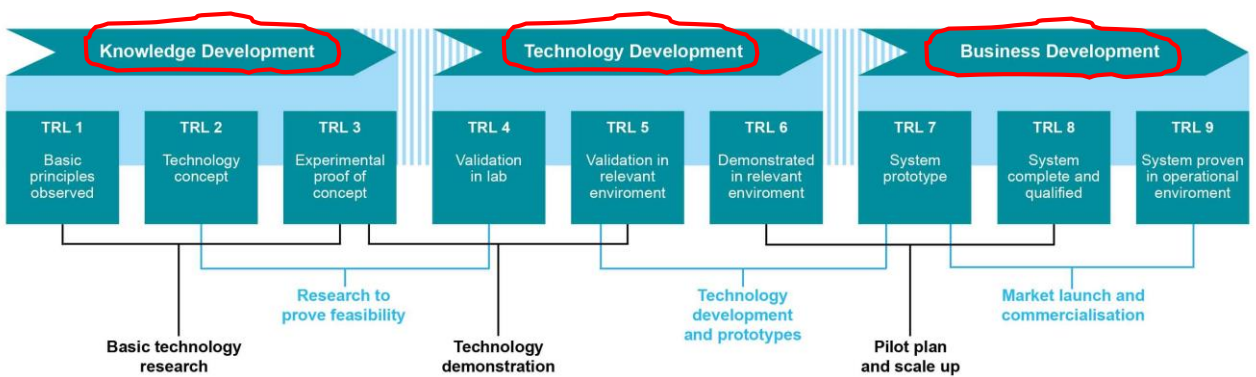 Knowledge Development
Technology Development
Business Development
TRL 1
Basic
principles
observed
TRL 2
Technology
concept
TRL 3
Experimental
proof of
concept
TRL 4
Validation
in lab
TRL 5
Validation in
relevant
enviroment
TRL 6
Demonstrated
in relevant
enviroment
TRL 7
System
prototype
TRL 8
System
complete and
qualified
TRL 9
System proven
in operational
enviroment
Research to
prove feasibility
Technology
development
and prototypes
Market launch and
commercialisation
Basic technology
research
Technology
demonstration
Pilot plan
and scale up